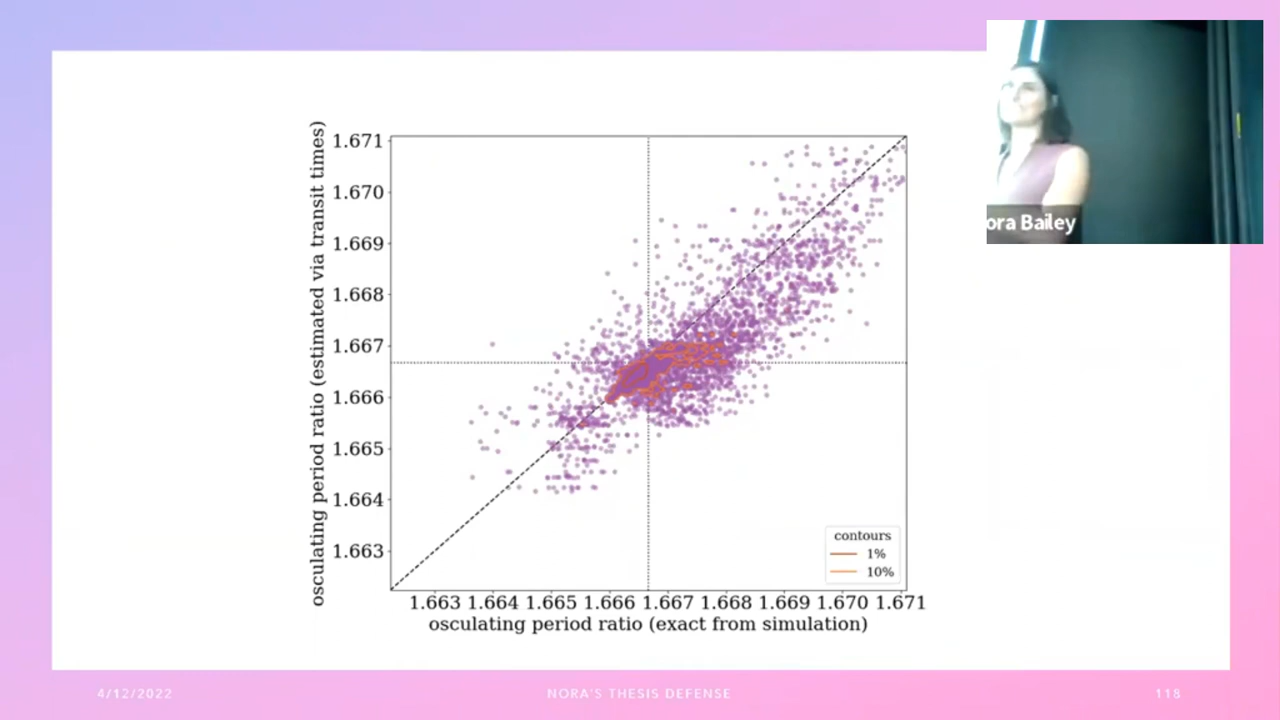 osculating period ratio (estimated via transit times)
1.671
1.670
1.669
1.668
1.667
1.666
1.665
1.664
1.663
contours
1%
10%
1.663 1.664 1.665 1.666 1.667 1.668 1.669 1.670 1.671
osculating period ratio (exact from simulation)
ora Bailey
4/12/2022
NORA'S THESIS DEFENSE
118